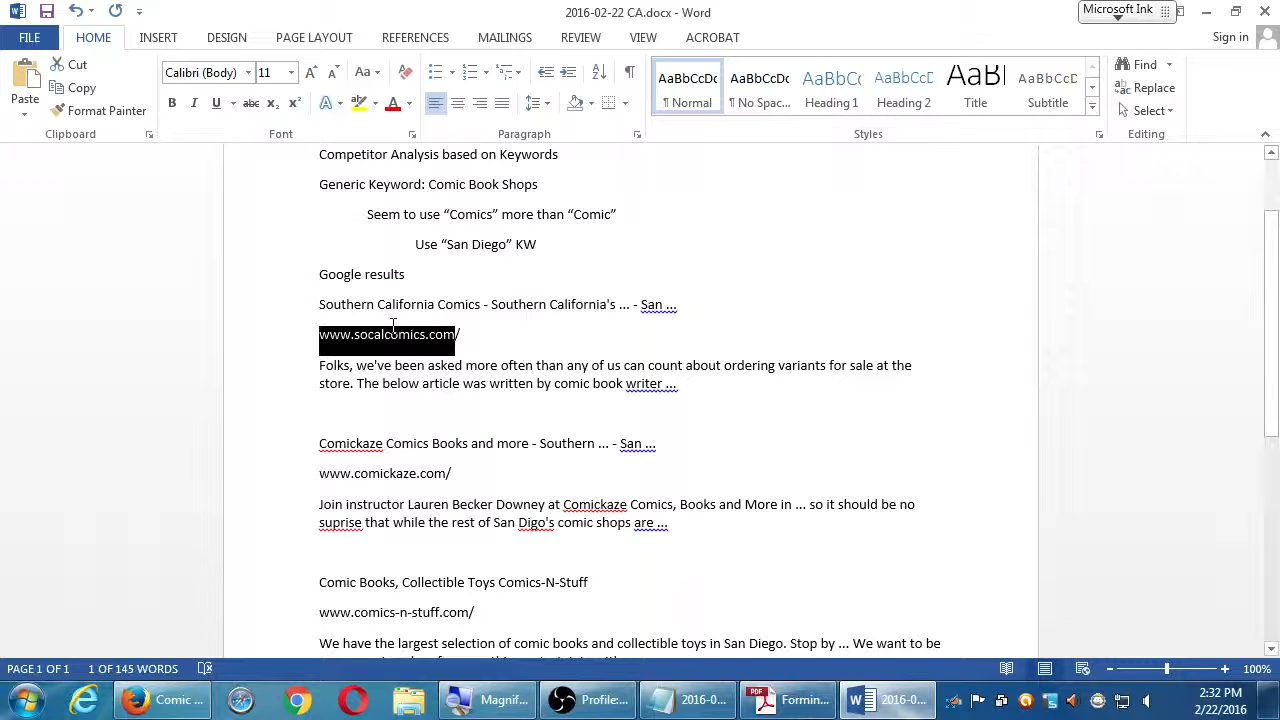 2016-02-22 CA.docx - Word
Microsoft Ink
FILE HOME INSERT DESIGN PAGE LAYOUT REFERENCES MAILINGS REVIEW VIEW ACROBAT Sign in
Paste
Cut
Copy
Format Painter
Clipboard
Calibri (Body) 11
Font
Paragraph
AaBbCcDc AaBbCcDc AaBbCc AaBbCcD AaB AaBbCcD
¶ Normal ¶ No Spac... Heading 1 Heading 2 Title Subtitle
Styles
Find
Replace
Select
Editing
Competitor Analysis based on Keywords
Generic Keyword: Comic Book Shops
Seem to use “Comics” more than “Comic”
Use “San Diego” KW
Google results
Southern California Comics - Southern California's ... - San ...
www.socalcomics.com/
Folks, we've been asked more often than any of us can count about ordering variants for sale at the
store. The below article was written by comic book writer ...
Comickaze Comics Books and more - Southern ... - San ...
www.comickaze.com/
Join instructor Lauren Becker Downey at Comickaze Comics, Books and More in ... so it should be no
suprise that while the rest of San Digo's comic shops are ...
Comic Books, Collectible Toys Comics-N-Stuff
www.comics-n-stuff.com/
We have the largest selection of comic books and collectible toys in San Diego. Stop by ... We want to be
PAGE 1 OF 1 1 OF 145 WORDS 100%
Comic ... Magnif... Profile:... 2016-0... Formin... 2016-0...
2:32 PM
2/22/2016